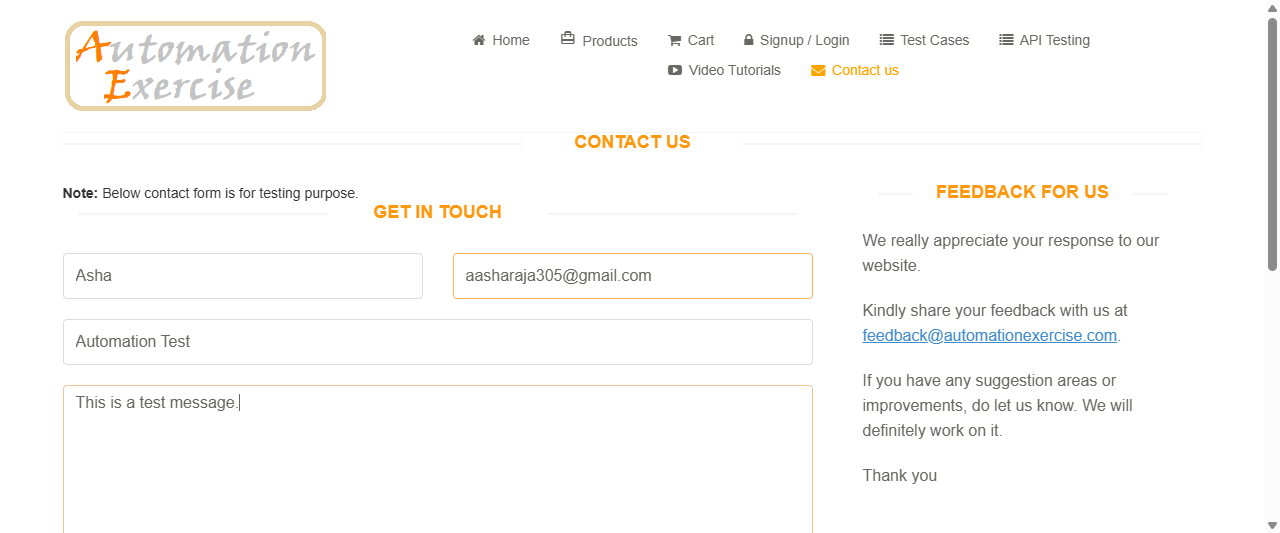 Automation
Exercise
Home Products Cart Signup / Login Test Cases API Testing
Video Tutorials Contact us
CONTACT US
Note: Below contact form is for testing purpose.
GET IN TOUCH
Asha aasharaja305@gmail.com
Automation Test
This is a test message.
FEEDBACK FOR US
We really appreciate your response to our
website.
Kindly share your feedback with us at
feedback@automationexercise.com.
If you have any suggestion areas or
improvements, do let us know. We will
definitely work on it.
Thank you